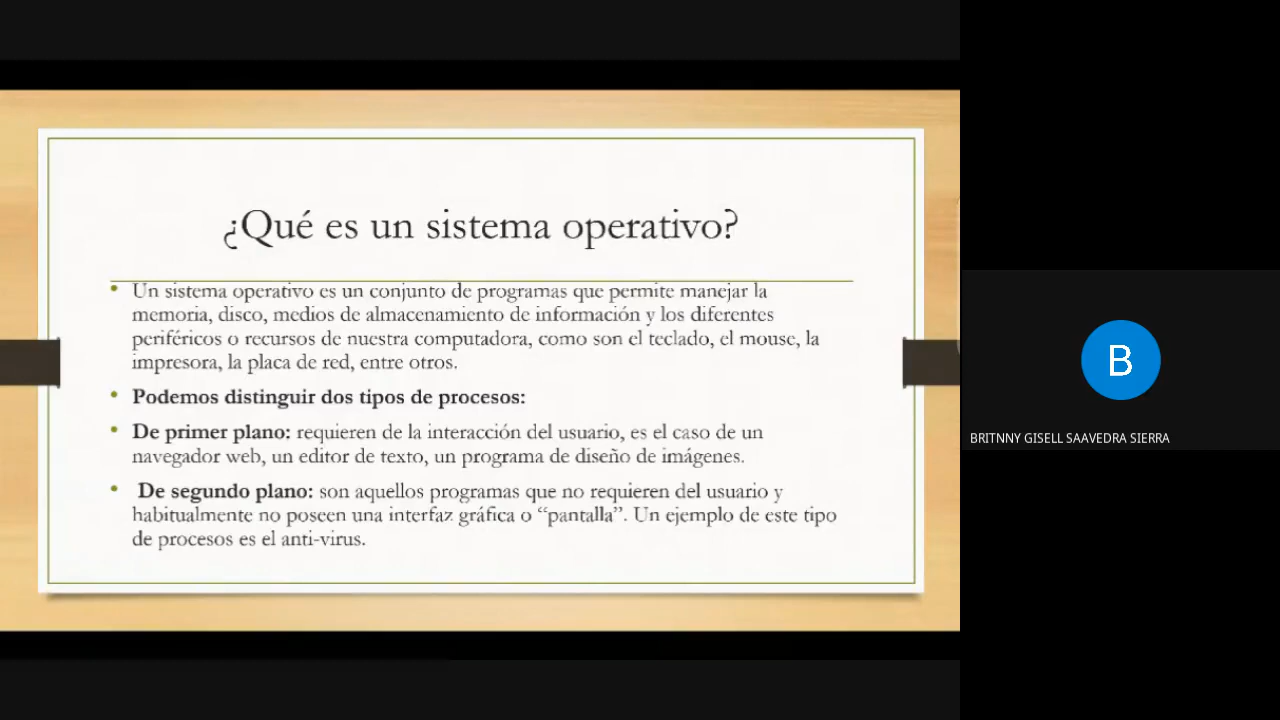 ¿Qué es un sistema operativo?
• Un sistema operativo es un conjunto de programas que permite manejar la
memoria, disco, medios de almacenamiento de información y los diferentes
periféricos o recursos de nuestra computadora, como son el teclado, el mouse, la
impresora, la placa de red, entre otros.
• Podemos distinguir dos tipos de procesos:
• De primer plano: requieren de la interacción del usuario, es el caso de un
navegador web, un editor de texto, un programa de diseño de imágenes.
• De segundo plano: son aquellos programas que no requieren del usuario y
habitualmente no poseen una interfaz gráfica o “pantalla”. Un ejemplo de este tipo
de procesos es el anti-virus.
B
BRITNNY GISELL SAAVEDRA SIERRA